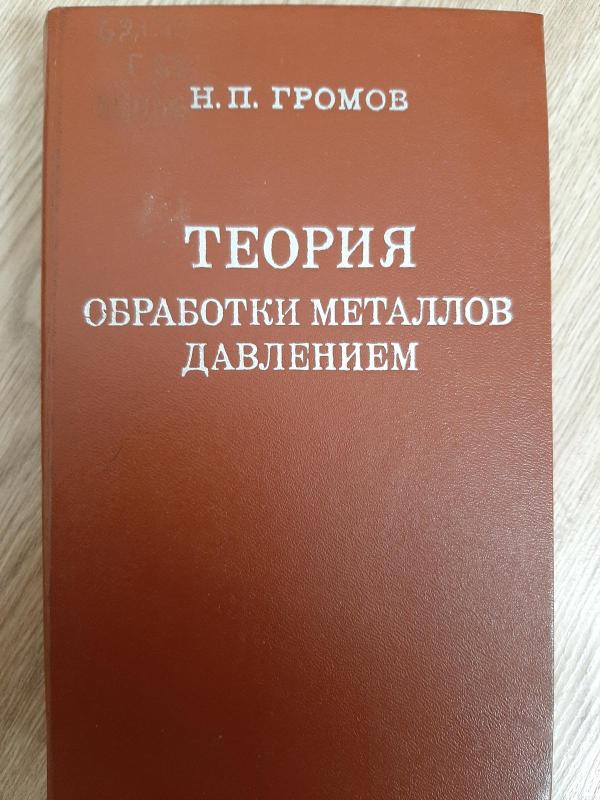 Н. П. ГРОМОВ
ТЕОРИЯ
ОБРАБОТКИ МЕТАЛЛОВ
ДАВЛЕНИЕМ